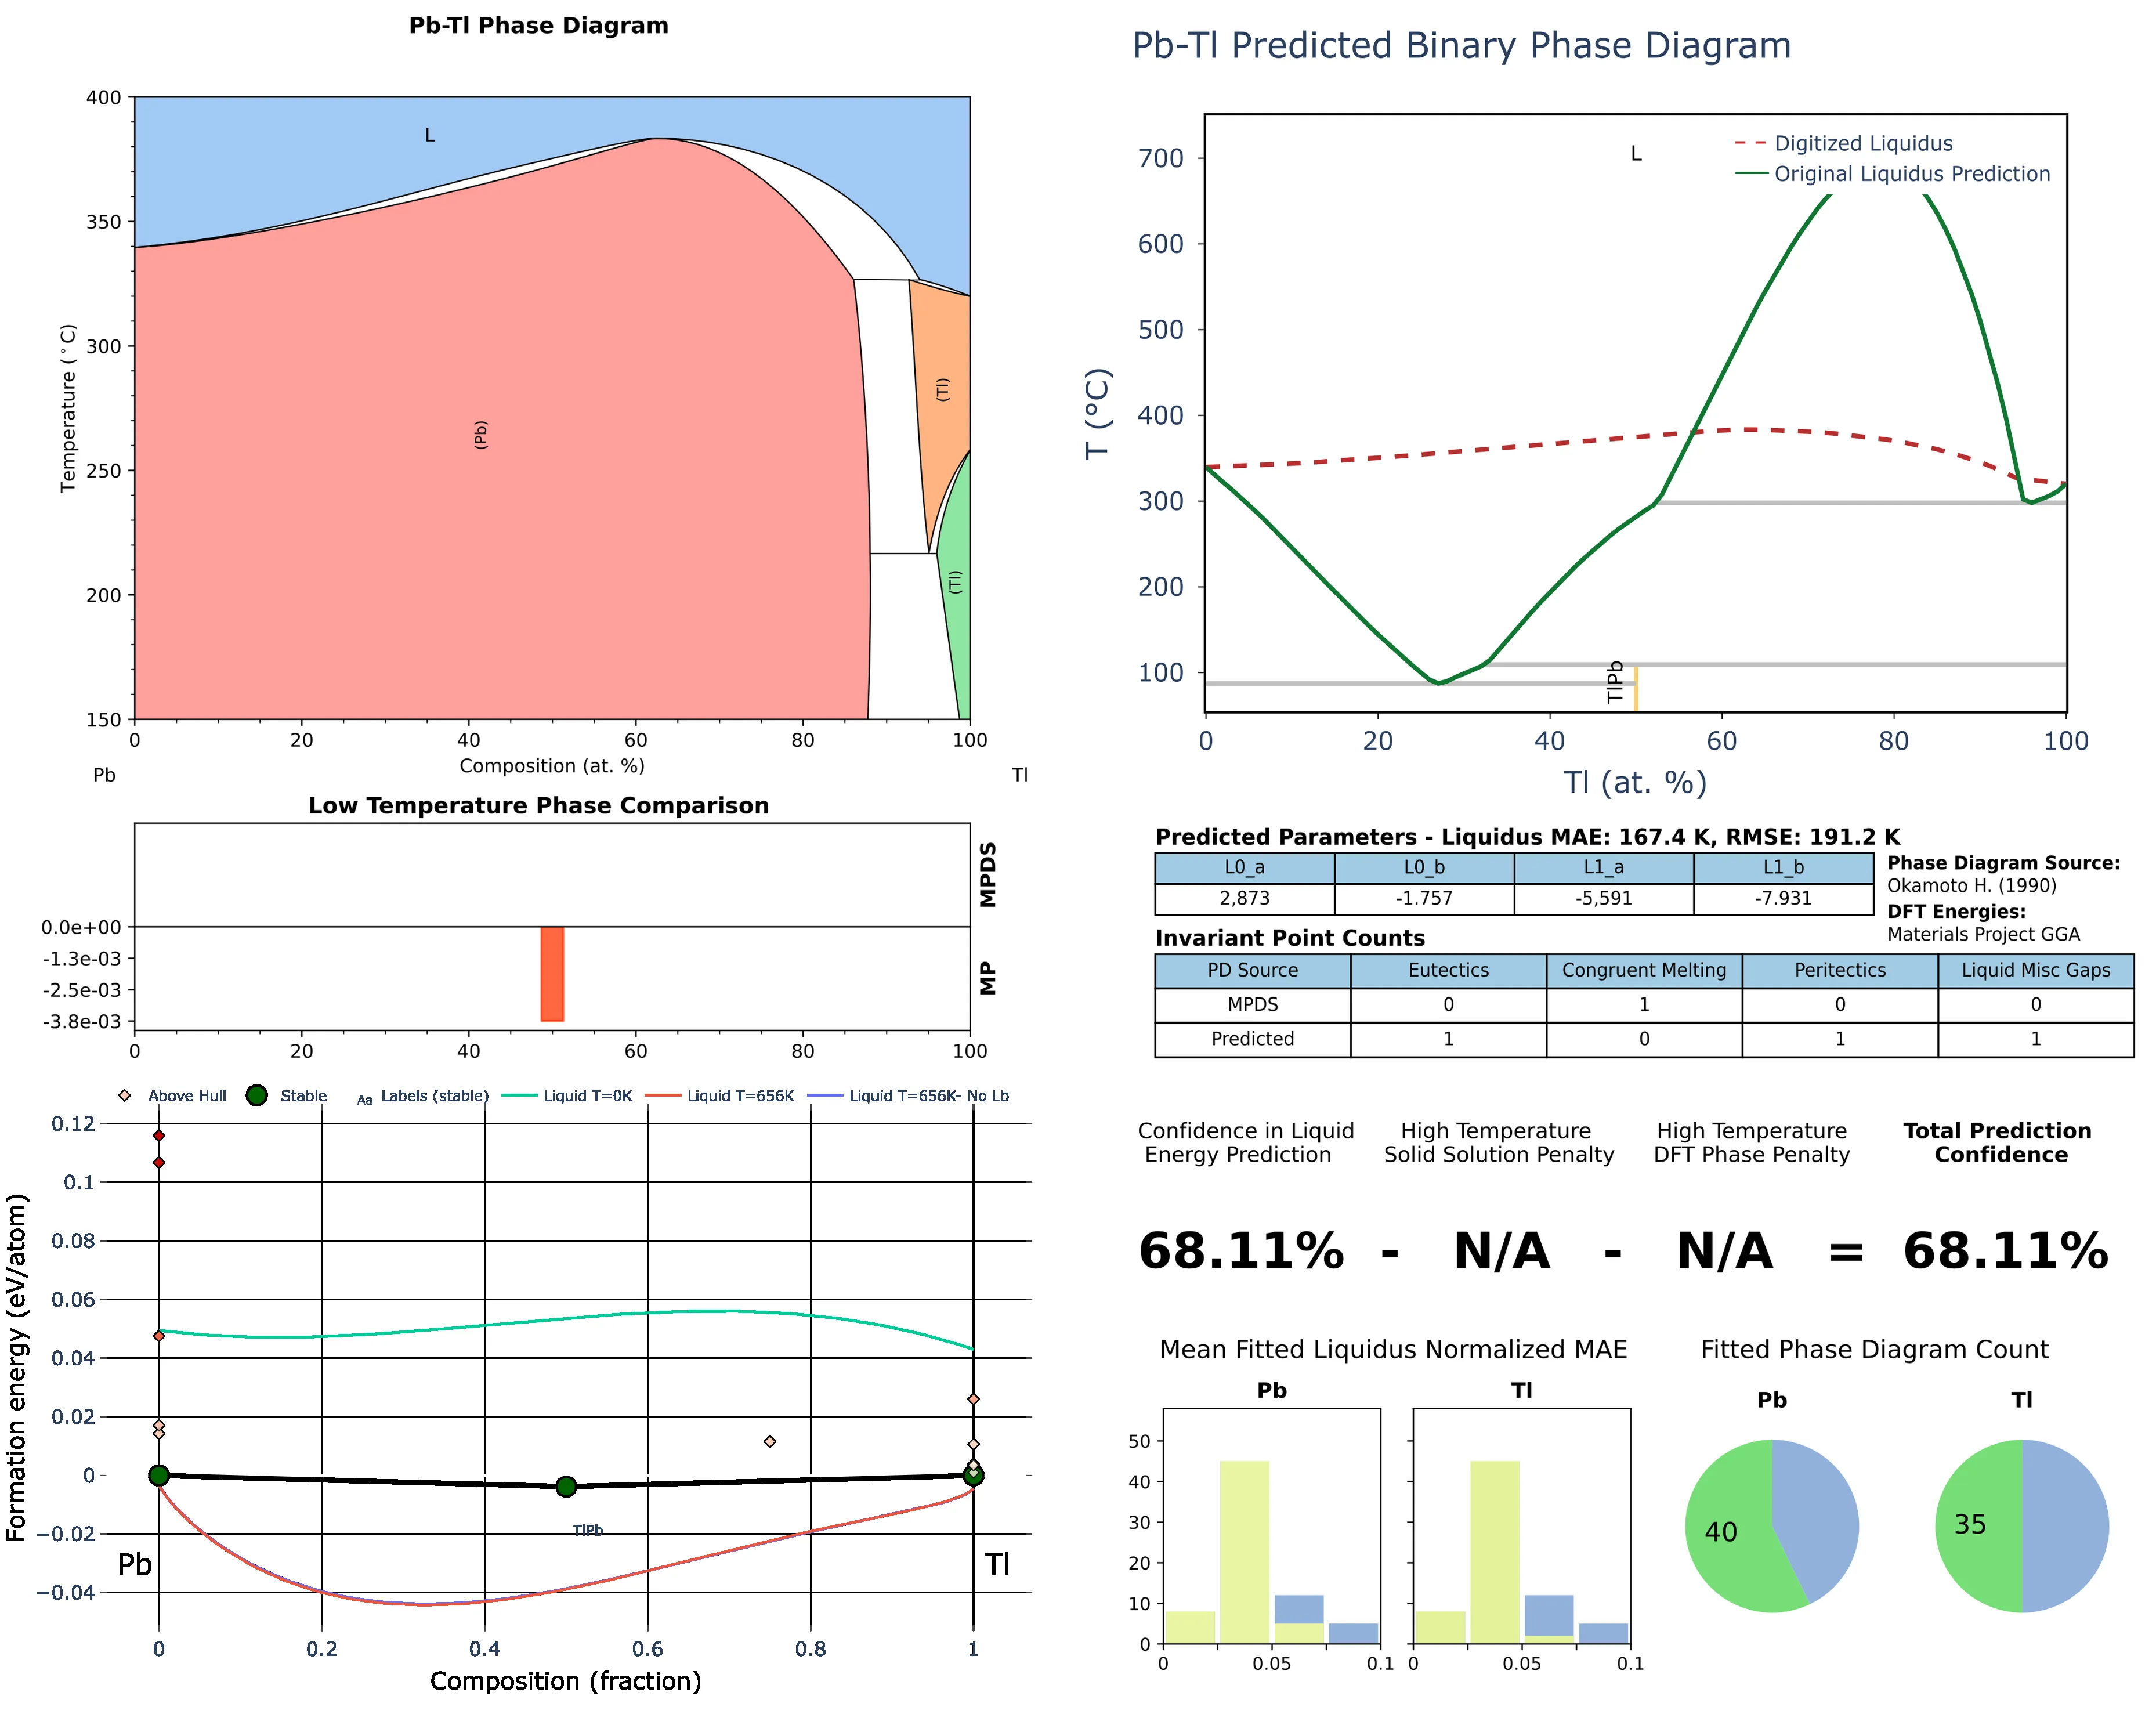 Pb-Tl Phase Diagram
400
350
300
250
200
150
Temperature (°C)
L
(Pb)
(Tl)
(Tl)
0 20 40 60 80 100
Composition (at. %)
Pb Tl
Low Temperature Phase Comparison
0.0e+00
-1.3e-03
-2.5e-03
-3.8e-03
MPDS
MP
0 20 40 60 80 100
Above Hull Stable Aa Labels (stable) Liquid T=0K Liquid T=656K Liquid T=656K- No Lb
0.12
0.1
0.08
0.06
0.04
0.02
0
−0.02
−0.04
Formation energy (eV/atom)
TlPb
Pb Tl
0 0.2 0.4 0.6 0.8 1
Composition (fraction)
Pb-Tl Predicted Binary Phase Diagram
L
Digitized Liquidus
Original Liquidus Prediction
700
600
500
400
300
200
100
T (°C)
TlPb
0 20 40 60 80 100
Tl (at. %)
Predicted Parameters - Liquidus MAE: 167.4 K, RMSE: 191.2 K
L0_a L0_b L1_a L1_b
2,873 -1.757 -5,591 -7.931
Phase Diagram Source:
Okamoto H. (1990)
DFT Energies:
Materials Project GGA
Invariant Point Counts
PD Source Eutectics Congruent Melting Peritectics Liquid Misc Gaps
MPDS 0 1 0 0
Predicted 1 0 1 1
Confidence in Liquid
Energy Prediction
High Temperature
Solid Solution Penalty
High Temperature
DFT Phase Penalty
Total Prediction
Confidence
68.11% - N/A - N/A = 68.11%
Mean Fitted Liquidus Normalized MAE
Pb Tl
50
40
30
20
10
0
0 0.05 0.1
0 0.05 0.1
Fitted Phase Diagram Count
Pb Tl
40 35